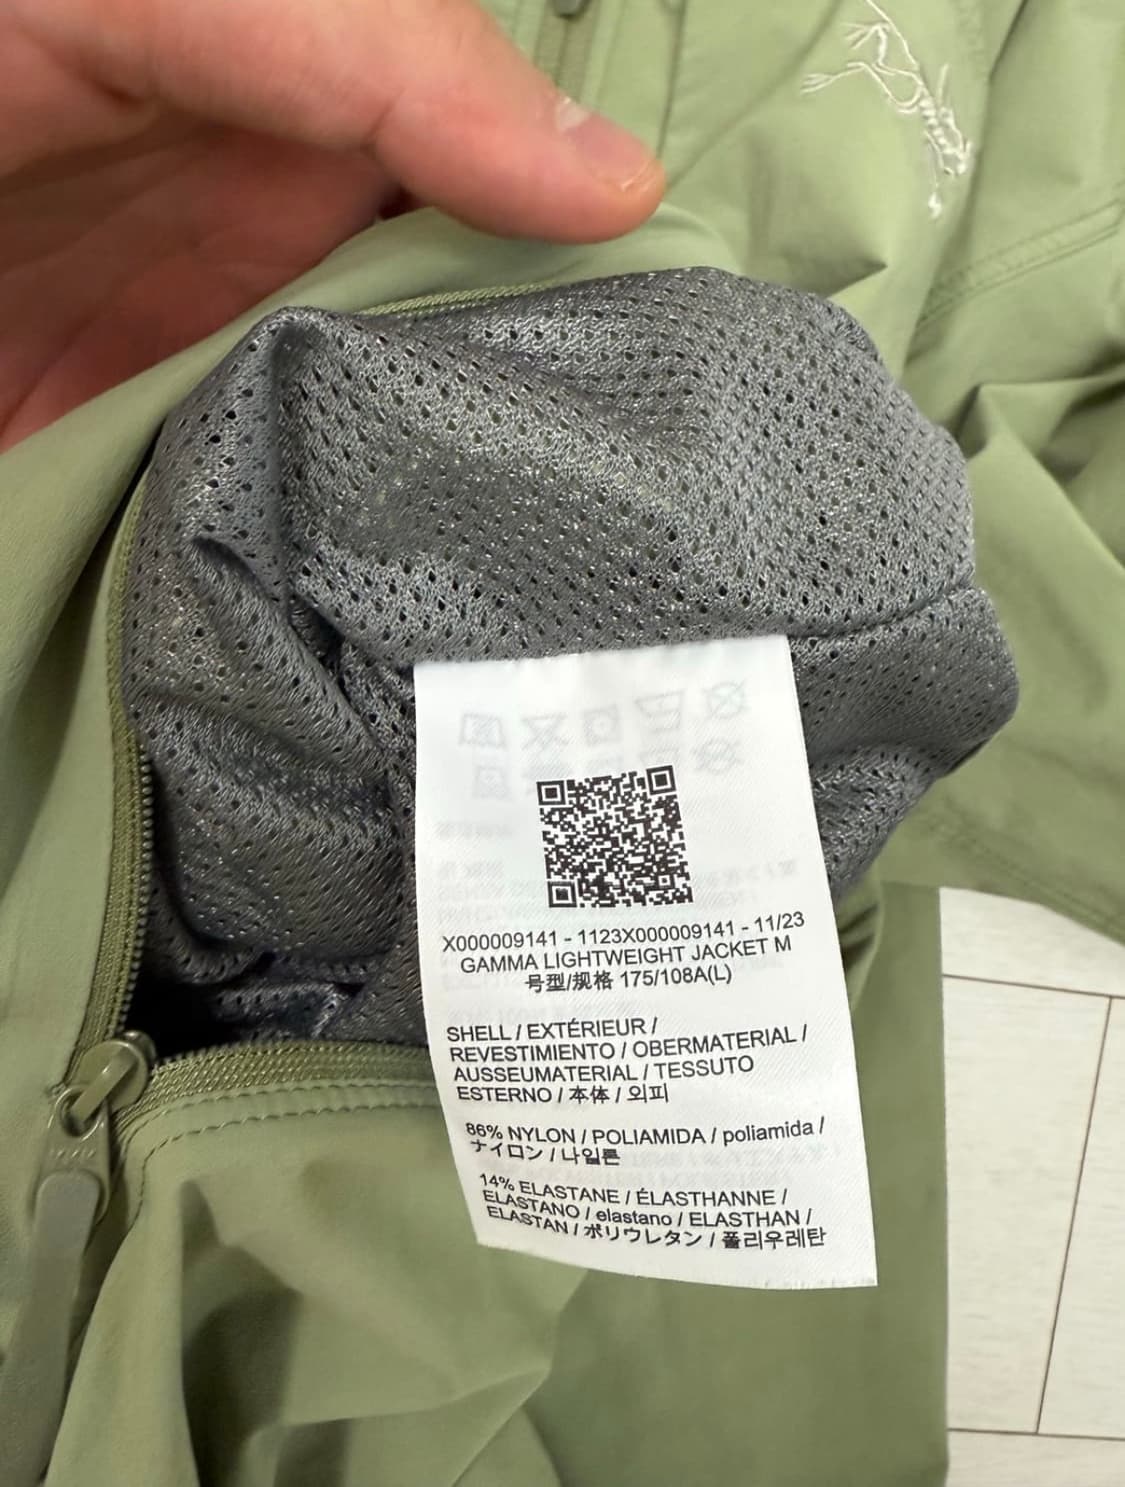 X000009141 - 1123X000009141 - 11/23
GAMMA LIGHTWEIGHT JACKET M
号型/规格 175/108A(L)
SHELL / EXTÉRIEUR /
REVESTIMIENTO / OBERMATERIAL /
AUSSEUMATERIAL / TESSUTO
ESTERNO / 本体 / 외피
86% NYLON / POLIAMIDA / poliamida /
ナイロン / 나일론
14% ELASTANE / ÉLASTHANNE /
ELASTANO / elastano / ELASTHAN /
ELASTAN / ポリウレタン / 폴리우레탄
YKK